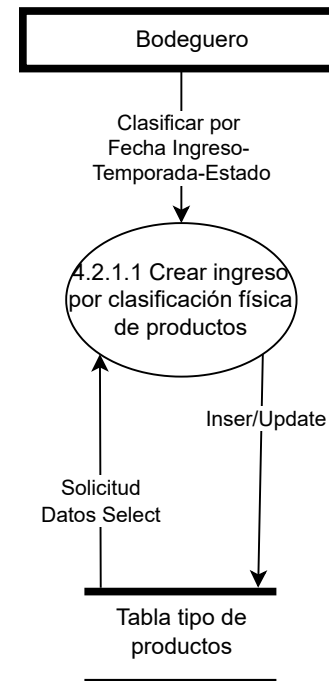 Bodeguero
Clasificar por
Fecha Ingreso-
Temporada-Estado
4.2.1.1 Crear ingreso
por clasificación física
de productos
Inser/Update
Solicitud
Datos Select
Tabla tipo de
productos